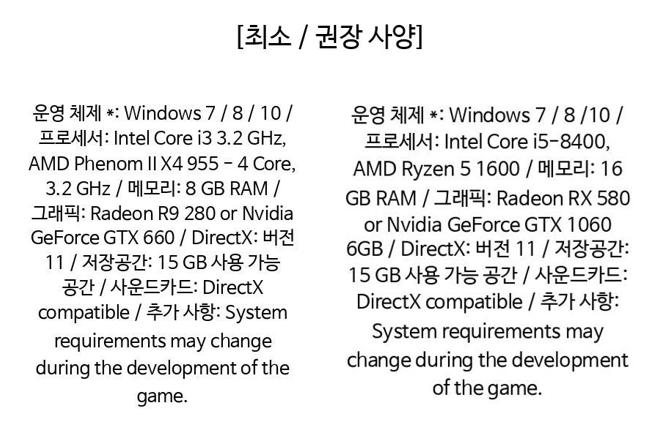 [최소 / 권장 사양]
운영 체제 *: Windows 7 / 8 / 10 /
프로세서: Intel Core i3 3.2 GHz,
AMD Phenom II X4 955 - 4 Core,
3.2 GHz / 메모리: 8 GB RAM /
그래픽: Radeon R9 280 or Nvidia
GeForce GTX 660 / DirectX: 버전
11 / 저장공간: 15 GB 사용 가능
공간 / 사운드카드: DirectX
compatible / 추가 사항: System
requirements may change
during the development of the
game.
운영 체제 *: Windows 7 / 8 /10 /
프로세서: Intel Core i5-8400,
AMD Ryzen 5 1600 / 메모리: 16
GB RAM / 그래픽: Radeon RX 580
or Nvidia GeForce GTX 1060
6GB / DirectX: 버전 11 / 저장공간:
15 GB 사용 가능 공간 / 사운드카드:
DirectX compatible / 추가 사항:
System requirements may
change during the development
of the game.